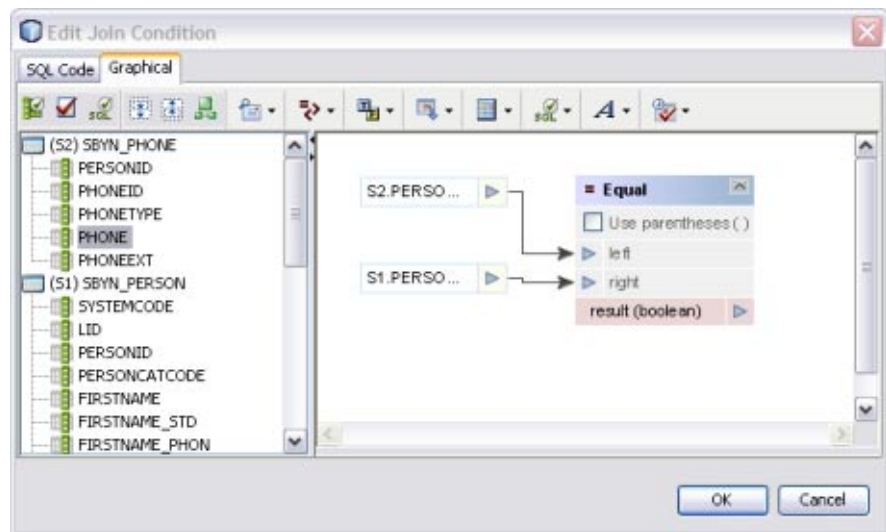 Edit Join Condition
SQL Code Graphical
(S2) SBYN_PHONE
PERSONID
PHONEID
PHONETYPE
PHONE
PHONEEXT
(S1) SBYN_PERSON
SYSTEMCODE
LID
PERSONID
PERSONCATCODE
FIRSTNAME
FIRSTNAME_STD
FIRSTNAME_PHON
S2.PERSO...
S1.PERSO...
= Equal
Use parentheses ( )
left
right
result (boolean)
OK Cancel